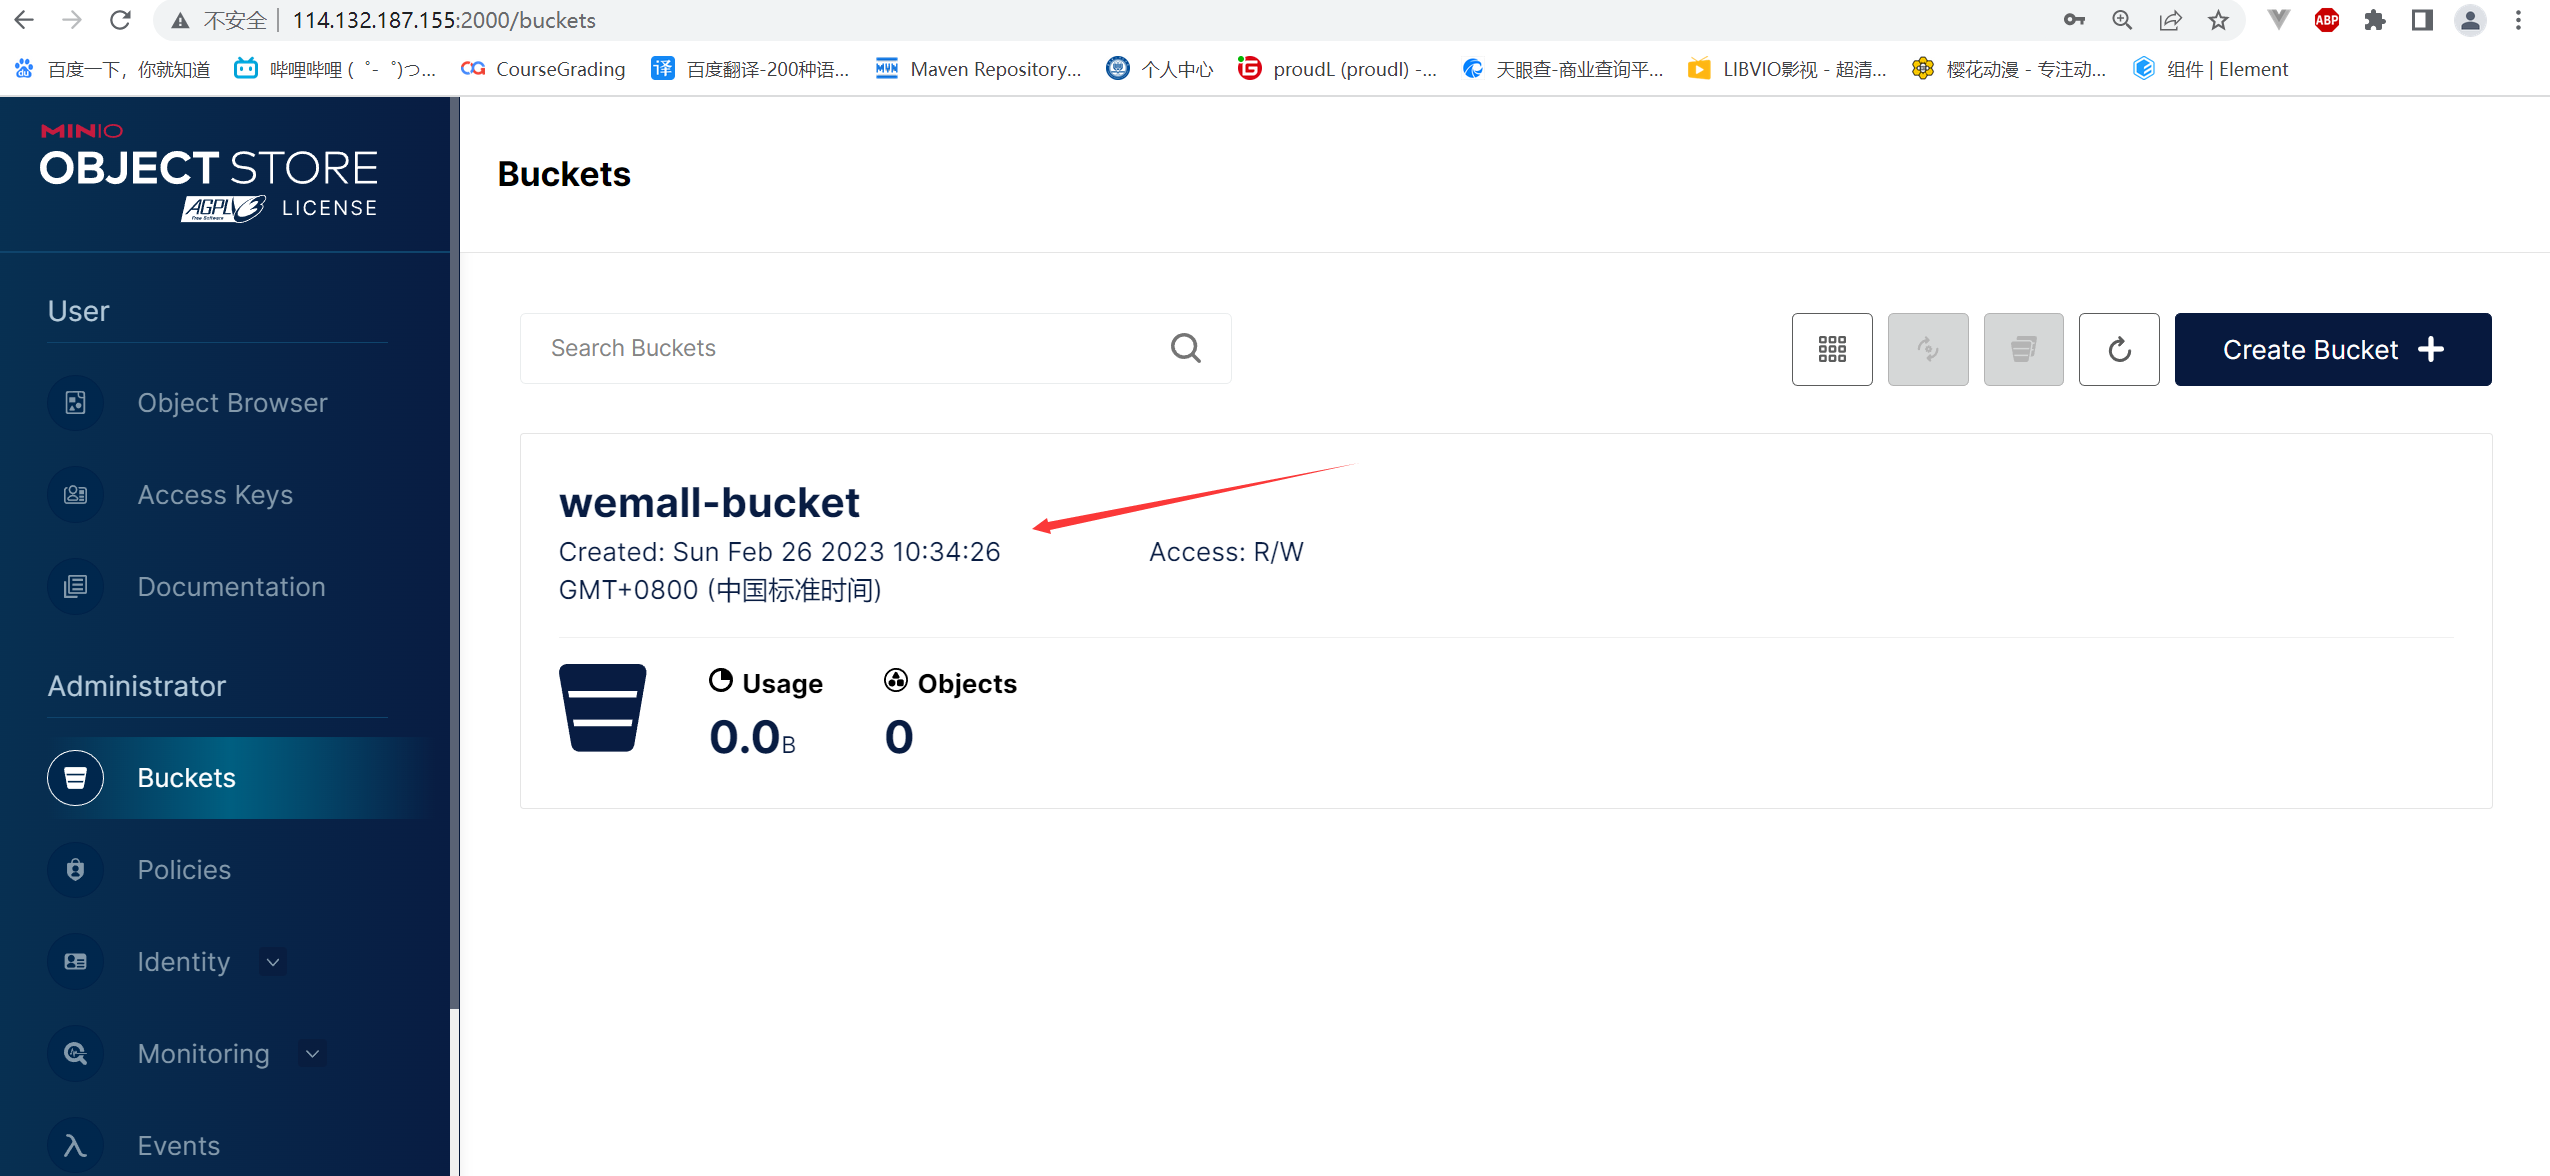 不安全 114.132.187.155:2000/buckets
百度一下，你就知道 哔哩哔哩 (゜-゜)つ... CourseGrading 百度翻译-200种语... Maven Repository... 个人中心 proudL (proudl) -... 天眼查-商业查询平... LIBVIO影视 - 超清... 樱花动漫 - 专注动... 组件 | Element
MINIO
OBJECT STORE
AGPL LICENSE
Buckets
User
Object Browser
Access Keys
Documentation
Administrator
Buckets
Policies
Identity
Monitoring
Events
Search Buckets
Create Bucket
wemall-bucket
Created: Sun Feb 26 2023 10:34:26 Access: R/W
GMT+0800 (中国标准时间)
Usage Objects
0.0B 0